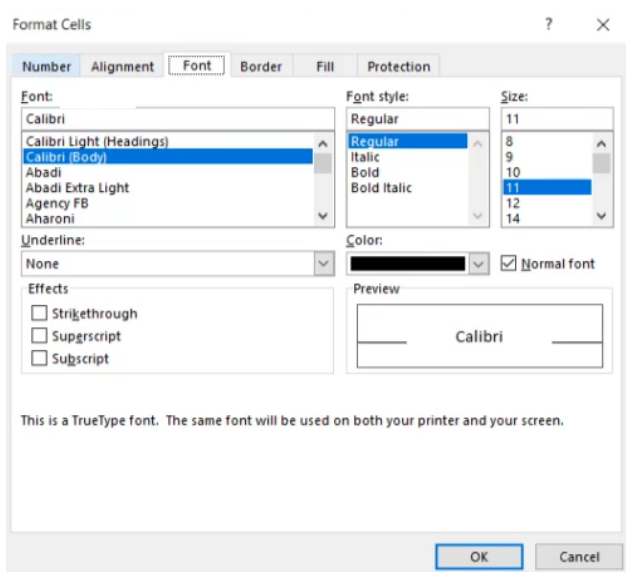 Format Cells ? ×
Number Alignment Font Border Fill Protection
Font: Font style: Size:
Calibri Regular 11
Calibri Light (Headings) Regular 8
Calibri (Body) Italic 9
Abadi Bold 10
Abadi Extra Light Bold Italic 11
Agency FB 12
Aharoni 14
Underline: Color:
None Normal font
Effects Preview
Strikethrough
Superscript Calibri
Subscript
This is a TrueType font. The same font will be used on both your printer and your screen.
OK Cancel